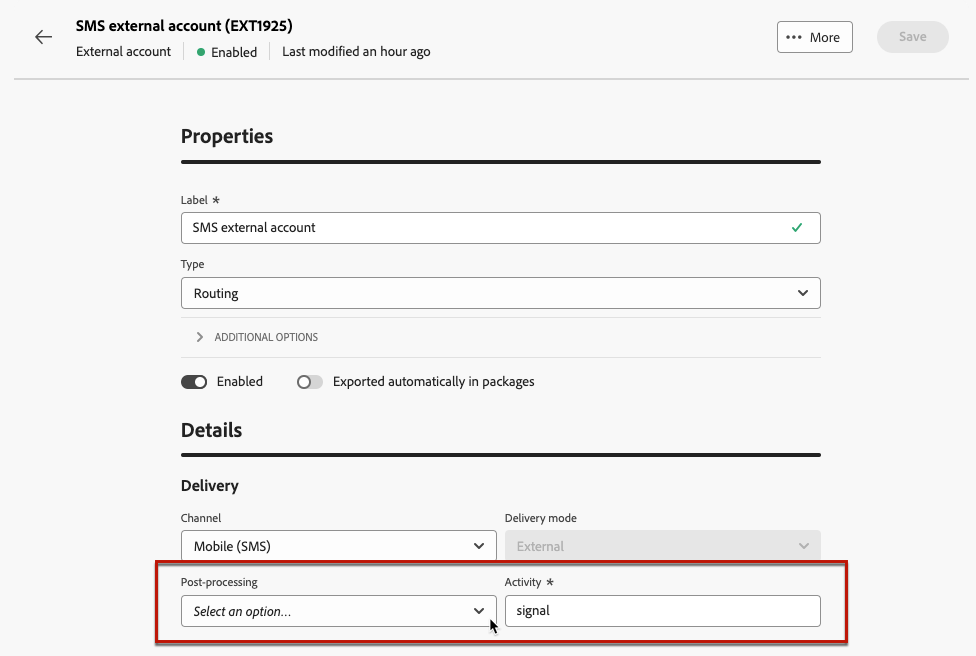 SMS external account (EXT1925)
External account Enabled Last modified an hour ago
••• More
Save
Properties
Label *
SMS external account
Type
Routing
ADDITIONAL OPTIONS
Enabled Exported automatically in packages
Details
Delivery
Channel Delivery mode
Mobile (SMS) External
Post-processing Activity *
Select an option... signal